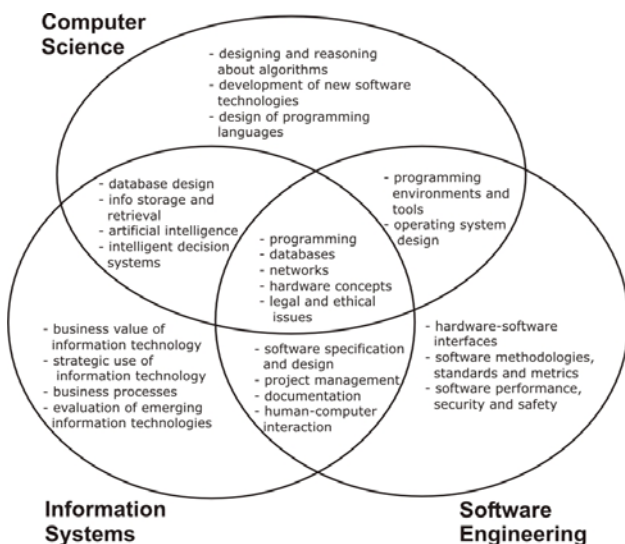 Computer
Science
- designing and reasoning
about algorithms
- development of new software
technologies
- design of programming
languages
- database design
- info storage and
retrieval
- artificial intelligence
- intelligent decision
systems
- programming
environments and
tools
- operating system
design
- programming
- databases
- networks
- hardware concepts
- legal and ethical
issues
- business value of
information technology
- strategic use of
information technology
- business processes
- evaluation of emerging
information technologies
- software specification
and design
- project management
- documentation
- human-computer
interaction
- hardware-software
interfaces
- software methodologies,
standards and metrics
- software performance,
security and safety
Information
Systems
Software
Engineering